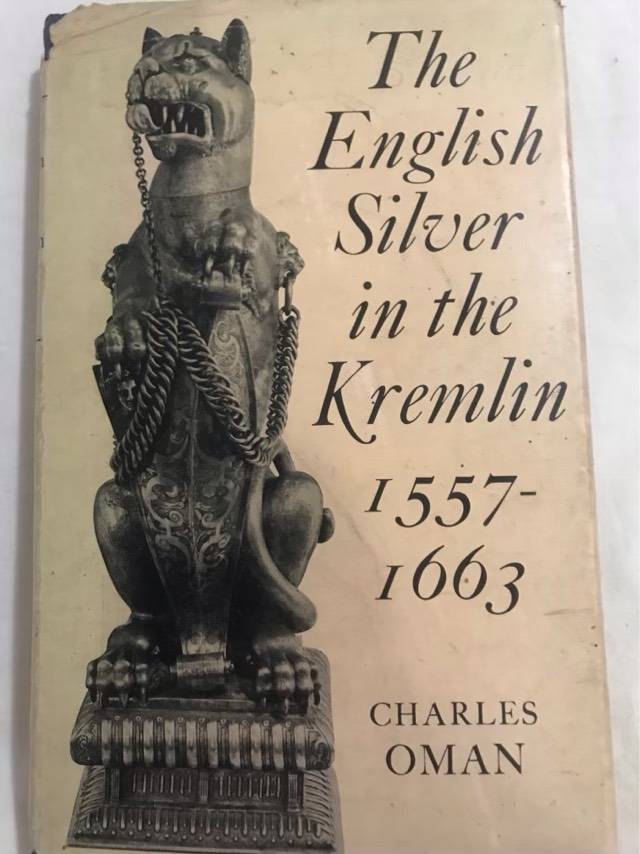 The
English
Silver
in the
Kremlin
1557-
1663
CHARLES
OMAN